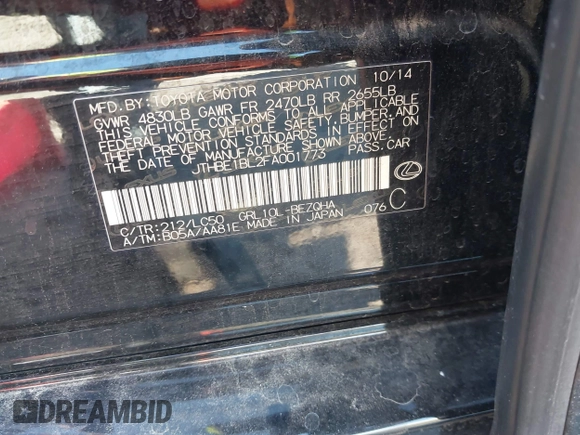 MFD. BY: TOYOTA MOTOR CORPORATION 10/14
GVWR 4830LB GAWR FR 2470LB RR 2655LB
THIS VEHICLE CONFORMS TO ALL APPLICABLE
FEDERAL MOTOR VEHICLE SAFETY, BUMPER, AND
THEFT PREVENTION STANDARDS IN EFFECT ON
THE DATE OF MANUFACTURE SHOWN ABOVE.
JTHBE1BL2FA001773 PASS. CAR
C/TR: 212/LC50 GRL10L-BEZQHA
A/TM: B05A/AA81E MADE IN JAPAN 076 C
DREAMBID